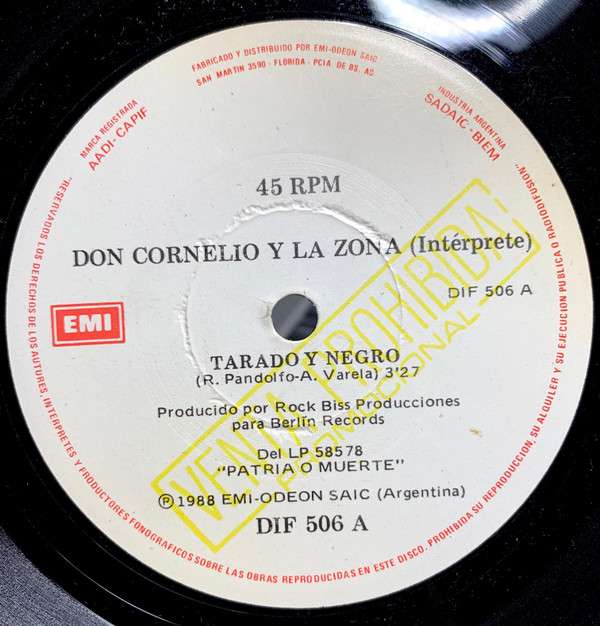 FABRICADO Y DISTRIBUIDO POR EMI-ODEON SAIC
SAN MARTIN 3590 - FLORIDA - PCIA DE BS. AS
MARCA REGISTRADA
AADI-CAPIF
INDUSTRIA ARGENTINA
SADAIC-BIEM
45 RPM
DON CORNELIO Y LA ZONA (Intérprete)
DIF 506 A
EMI
TARADO Y NEGRO
(R. Pandolfo-A. Varela) 3'27
Producido por Rock Biss Producciones
para Berlín Records
Del LP 58578
"PATRIA O MUERTE"
Ⓟ1988 EMI-ODEON SAIC (Argentina)
DIF 506 A
VENTA PROHIBIDA
PROMOCIONAL
"RESERVADOS LOS DERECHOS DE LOS AUTORES, INTERPRETES Y PRODUCTORES FONOGRAFICOS SOBRE LAS OBRAS REPRODUCIDAS EN ESTE DISCO. PROHIBIDA SU REPRODUCCION, SU ALQUILER Y SU EJECUCION PUBLICA O RADIODIFUSION"